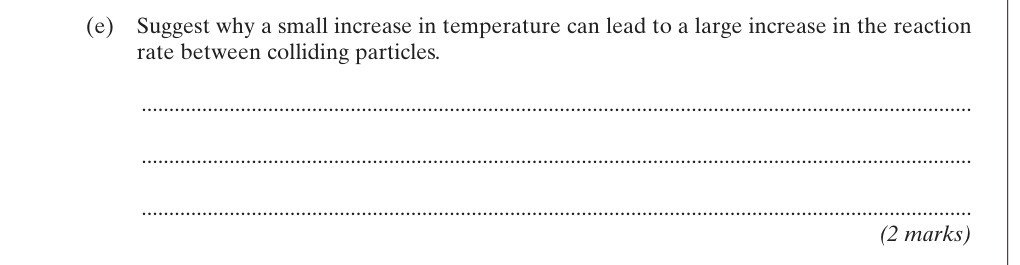 (e) Suggest why a small increase in temperature can lead to a large increase in the reaction
rate between colliding particles.
(2 marks)